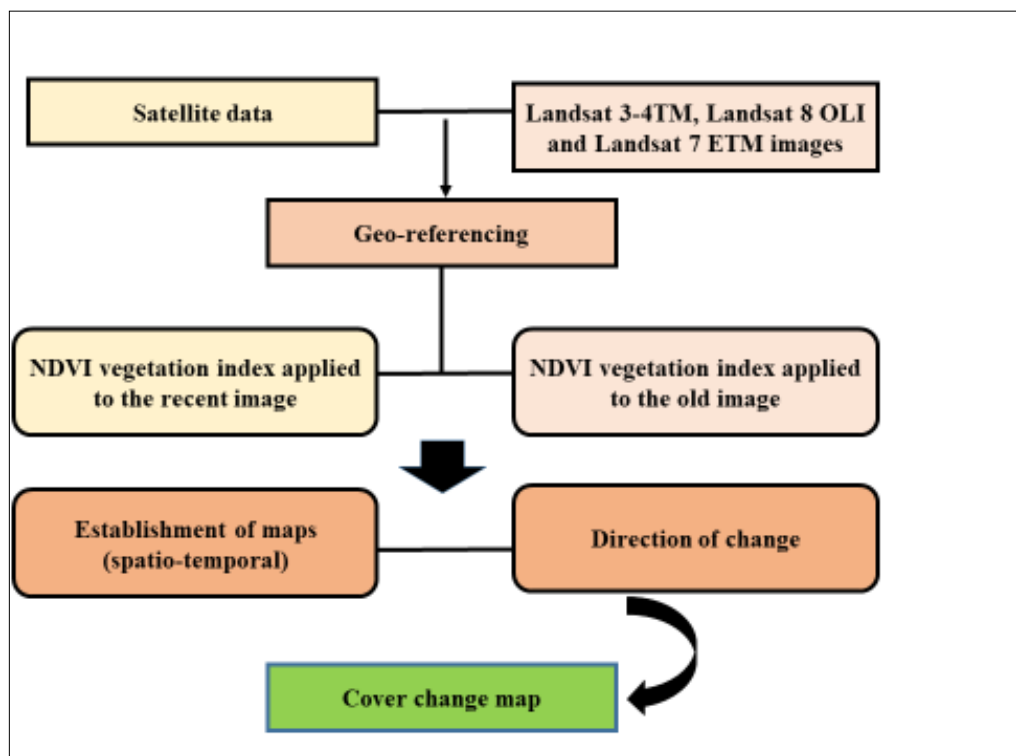 Satellite data
Landsat 3-4TM, Landsat 8 OLI
and Landsat 7 ETM images
Geo-referencing
NDVI vegetation index applied
to the recent image
NDVI vegetation index applied
to the old image
Establishment of maps
(spatio-temporal)
Direction of change
Cover change map